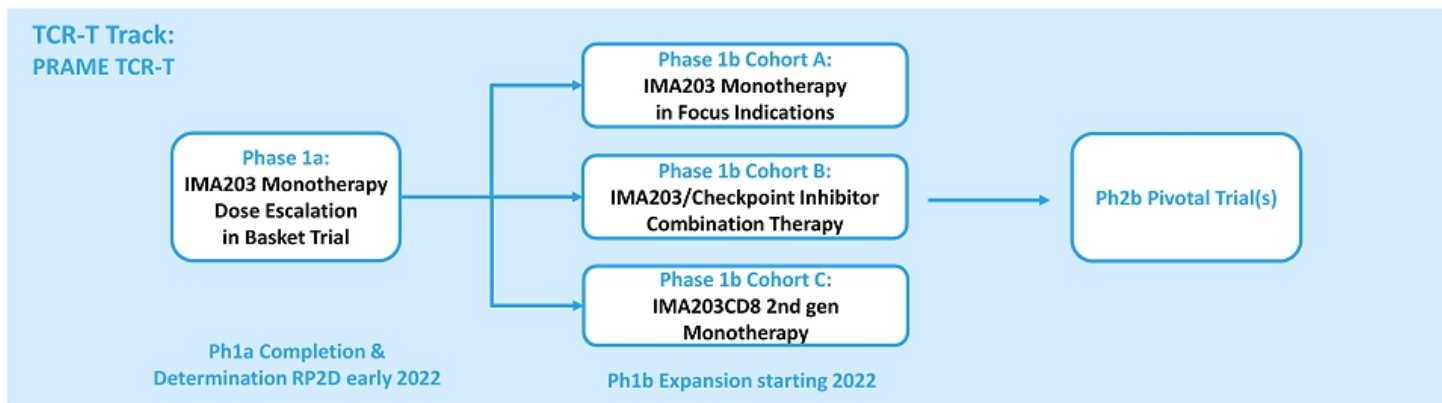 TCR-T Track:
PRAME TCR-T
Phase 1a:
IMA203 Monotherapy
Dose Escalation
in Basket Trial
Ph1a Completion &
Determination RP2D early 2022
Phase 1b Cohort A:
IMA203 Monotherapy
in Focus Indications
Phase 1b Cohort B:
IMA203/Checkpoint Inhibitor
Combination Therapy
Phase 1b Cohort C:
IMA203CD8 2nd gen
Monotherapy
Ph1b Expansion starting 2022
Ph2b Pivotal Trial(s)